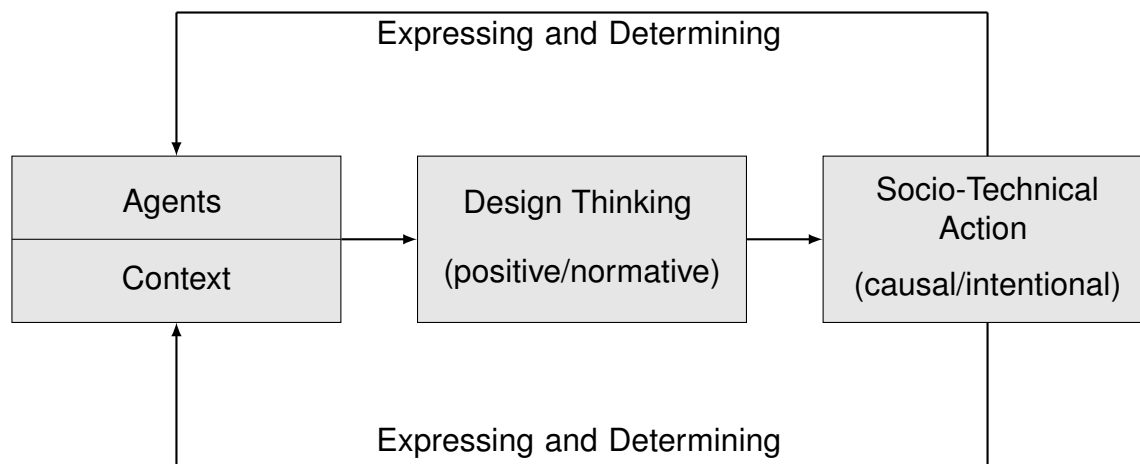 Expressing and Determining
Agents
Context
Design Thinking
(positive/normative)
Socio-Technical
Action
(causal/intentional)
Expressing and Determining